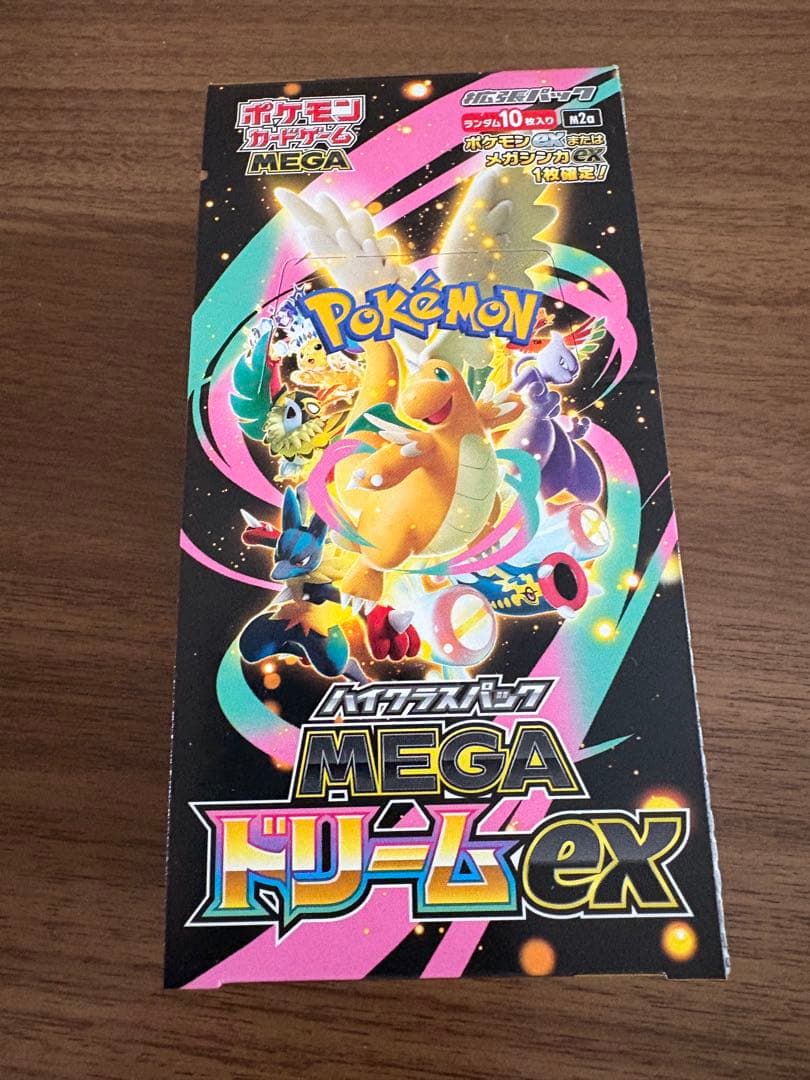 ポケモン
カードゲーム
MEGA
拡張パック
ランダム10枚入り M2a
ポケモンexまたは
メガシンカex
1枚確定!
POKéMON
TM
ハイクラスパック
MEGA
ドリームex